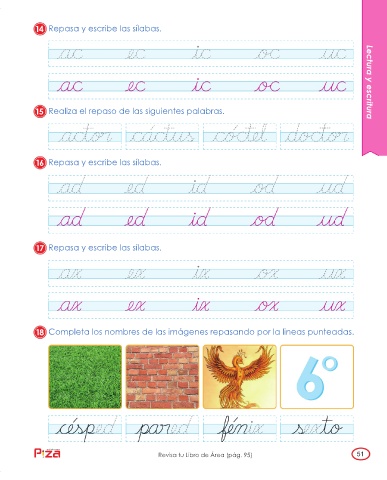 14 Repasa y escribe las sílabas.
ac ec ic oc uc
ac ec ic oc uc
15 Realiza el repaso de las siguientes palabras.
actor cáctus cóctel doctor
16 Repasa y escribe las sílabas.
ad ed id od ud
ad ed id od ud
17 Repasa y escribe las sílabas.
ax ex ix ox ux
ax ex ix ox ux
18 Completa los nombres de las imágenes repasando por la líneas punteadas.
6°
césped pared fénix sexto
Lectura y escritura
Piza
Revisa tu Libro de Área (pág. 95)
51